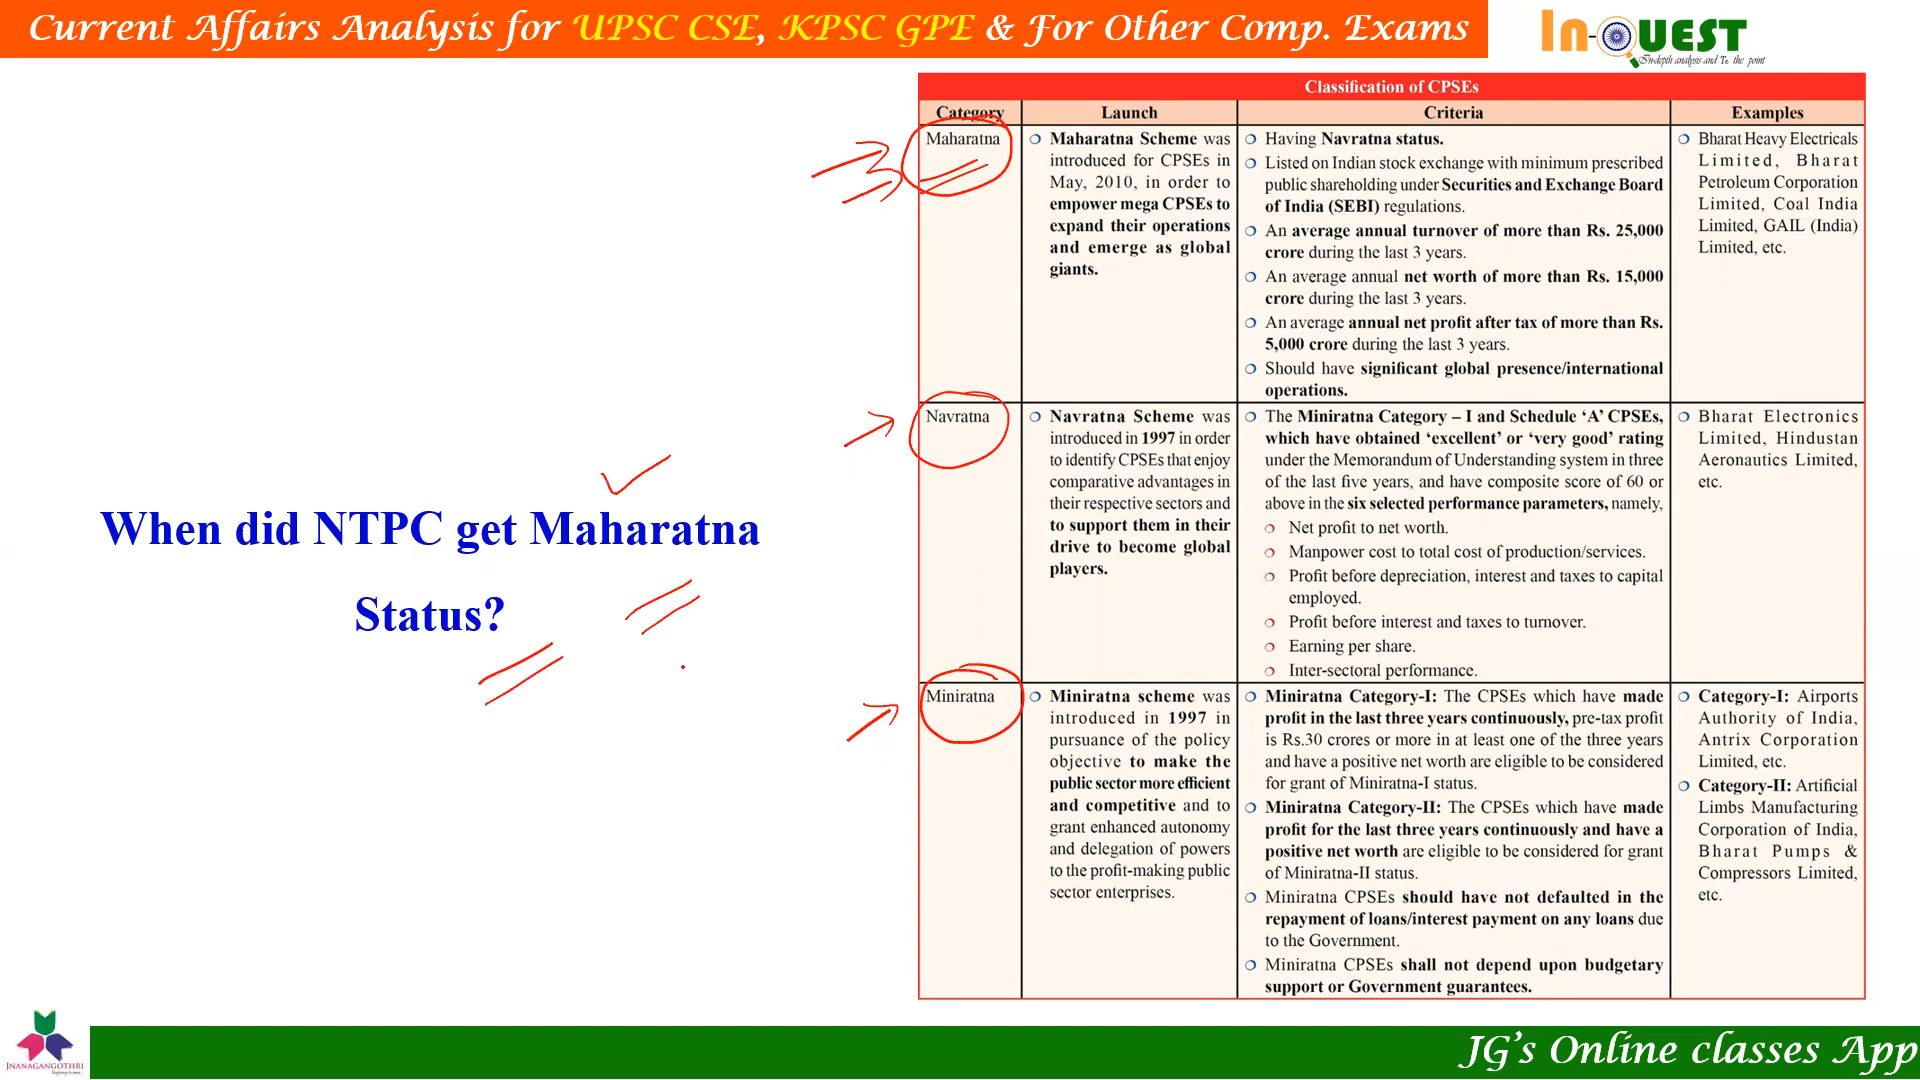 Current Affairs Analysis for UPSC CSE, KPSC GPE & For Other Comp. Exams
In-QUEST
In-depth analysis and To the point
When did NTPC get Maharatna
Status?
Classification of CPSEs
Category
Launch
Criteria
Examples
Maharatna
Maharatna Scheme was
introduced for CPSEs in
May, 2010, in order to
empower mega CPSEs to
expand their operations
and emerge as global
giants.
Having Navratna status.
Listed on Indian stock exchange with minimum prescribed
public shareholding under Securities and Exchange Board
of India (SEBI) regulations.
An average annual turnover of more than Rs. 25,000
crore during the last 3 years.
An average annual net worth of more than Rs. 15,000
crore during the last 3 years.
An average annual net profit after tax of more than Rs.
5,000 crore during the last 3 years.
Should have significant global presence/international
operations.
Bharat Heavy Electricals
Limited, Bharat
Petroleum Corporation
Limited, Coal India
Limited, GAIL (India)
Limited, etc.
Navratna
Navratna Scheme was
introduced in 1997 in order
to identify CPSEs that enjoy
comparative advantages in
their respective sectors and
to support them in their
drive to become global
players.
The Miniratna Category – I and Schedule ‘A’ CPSEs,
which have obtained ‘excellent’ or ‘very good’ rating
under the Memorandum of Understanding system in three
of the last five years, and have composite score of 60 or
above in the six selected performance parameters, namely,
Net profit to net worth.
Manpower cost to total cost of production/services.
Profit before depreciation, interest and taxes to capital
employed.
Profit before interest and taxes to turnover.
Earning per share.
Inter-sectoral performance.
Bharat Electronics
Limited, Hindustan
Aeronautics Limited,
etc.
Miniratna
Miniratna scheme was
introduced in 1997 in
pursuance of the policy
objective to make the
public sector more efficient
and competitive and to
grant enhanced autonomy
and delegation of powers
to the profit-making public
sector enterprises.
Miniratna Category-I: The CPSEs which have made
profit in the last three years continuously, pre-tax profit
is Rs.30 crores or more in at least one of the three years
and have a positive net worth are eligible to be considered
for grant of Miniratna-I status.
Miniratna Category-II: The CPSEs which have made
profit for the last three years continuously and have a
positive net worth are eligible to be considered for grant
of Miniratna-II status.
Miniratna CPSEs should have not defaulted in the
repayment of loans/interest payment on any loans due
to the Government.
Miniratna CPSEs shall not depend upon budgetary
support or Government guarantees.
Category-I: Airports
Authority of India,
Antrix Corporation
Limited, etc.
Category-II: Artificial
Limbs Manufacturing
Corporation of India,
Bharat Pumps &
Compressors Limited,
etc.
JNANAGANGOTHRI
JG's Online classes App